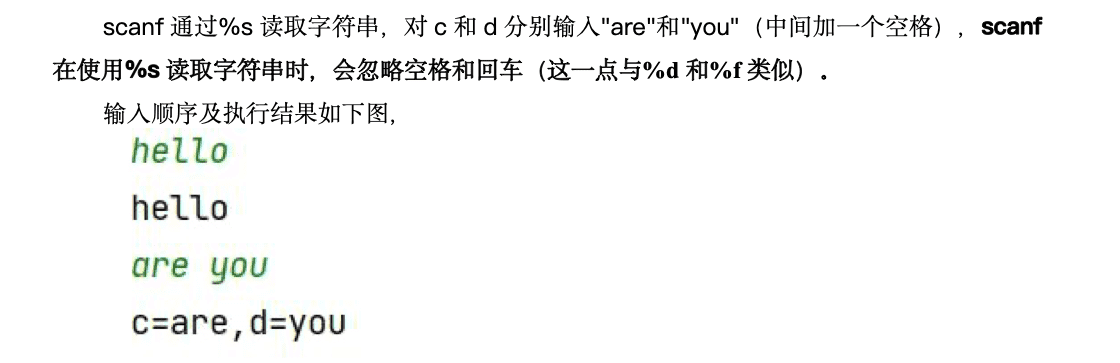 scanf 通过%s 读取字符串，对 c 和 d 分别输入"are"和"you"（中间加一个空格）, scanf
在使用%s 读取字符串时，会忽略空格和回车（这一点与%d 和%f 类似）。
输入顺序及执行结果如下图,
hello
hello
are you
c=are,d=you